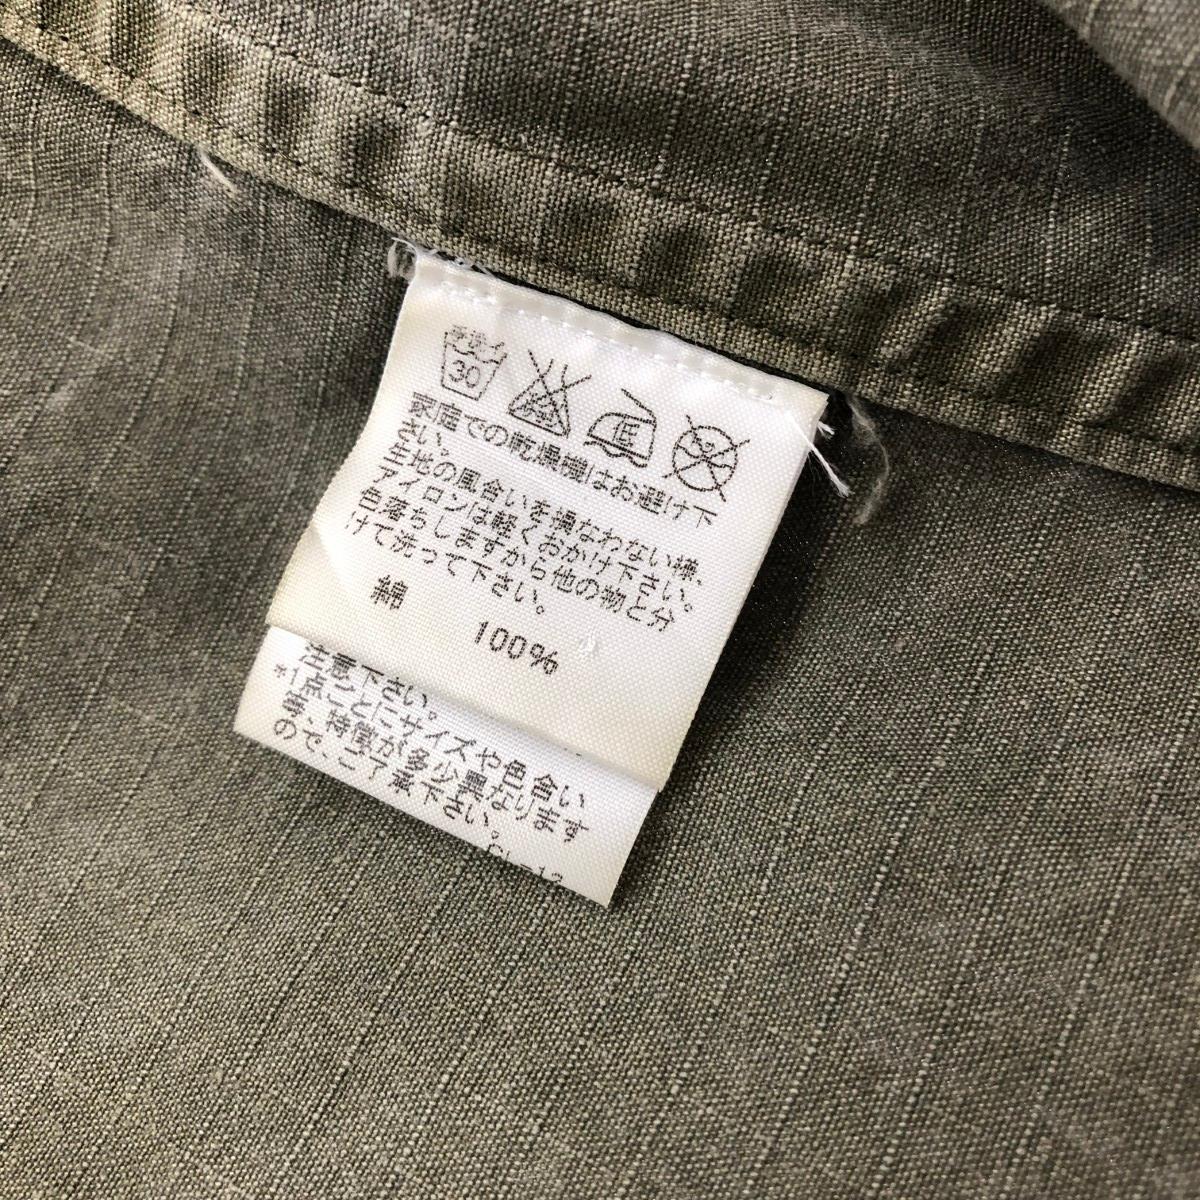 手洗イ
30
低
家庭での乾燥機はお避け下
さい。
生地の風合いを損なわない様、
アイロンは軽くおかけ下さい。
色落ちしますから他の物と分
けて洗って下さい。
綿
100%
注意下さい。
*1点ごとにサイズや色合い
等、特徴が多少異なります
ので、ご了承下さい。